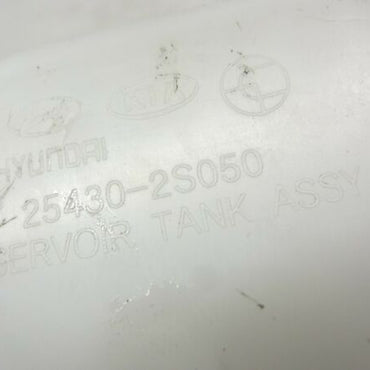 KIA
HYUNDAI
25430-2S050
SERVOIR TANK ASSY